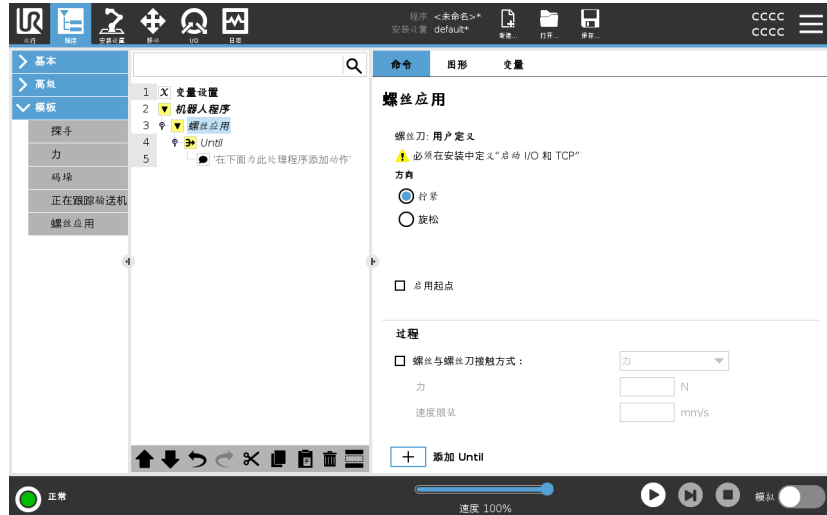 程序 <未命名>*
安装设置 default*
CCCC
CCCC
运行 程序 安装设置 移动 I/O 日志 新建... 打开... 保存...
基本
高级
模板
探寻
力
码垛
正在跟踪输送机
螺丝应用
1 X 变量设置
2 机器人程序
3 螺丝应用
4 Until
5 '在下面为此处理程序添加动作'
命令 图形 变量
螺丝应用
螺丝刀: 用户定义
必须在安装中定义"启动 I/O 和 TCP"
方向
拧紧
旋松
启用起点
过程
螺丝与螺丝刀接触方式：
力
力 N
速度限值 mm/s
添加 Until
正常
速度 100%
模拟